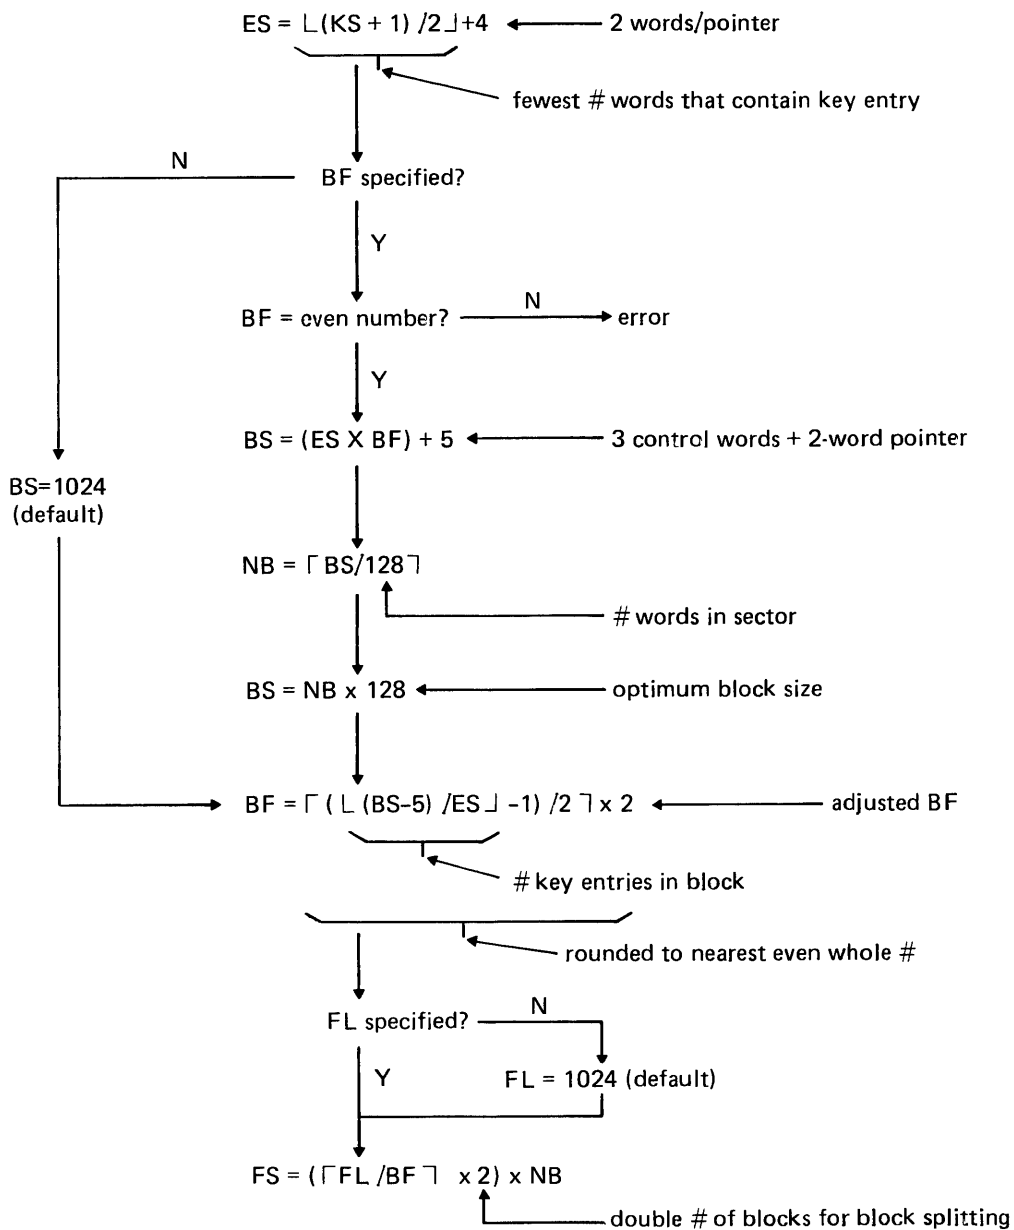 ES = ⌊(KS + 1) /2⌋+4 2 words/pointer
fewest # words that contain key entry
N
BF specified?
Y
BF = even number? N error
Y
BS = (ES X BF) + 5 3 control words + 2-word pointer
BS=1024
(default)
NB = ⌈ BS/128⌉
# words in sector
BS = NB x 128 optimum block size
BF = ⌈ ( ⌊ (BS-5) /ES⌋ -1) /2 ⌉ x 2 adjusted BF
# key entries in block
rounded to nearest even whole #
FL specified? N
Y FL = 1024 (default)
FS = (⌈FL /BF ⌉ x 2) x NB
double # of blocks for block splitting